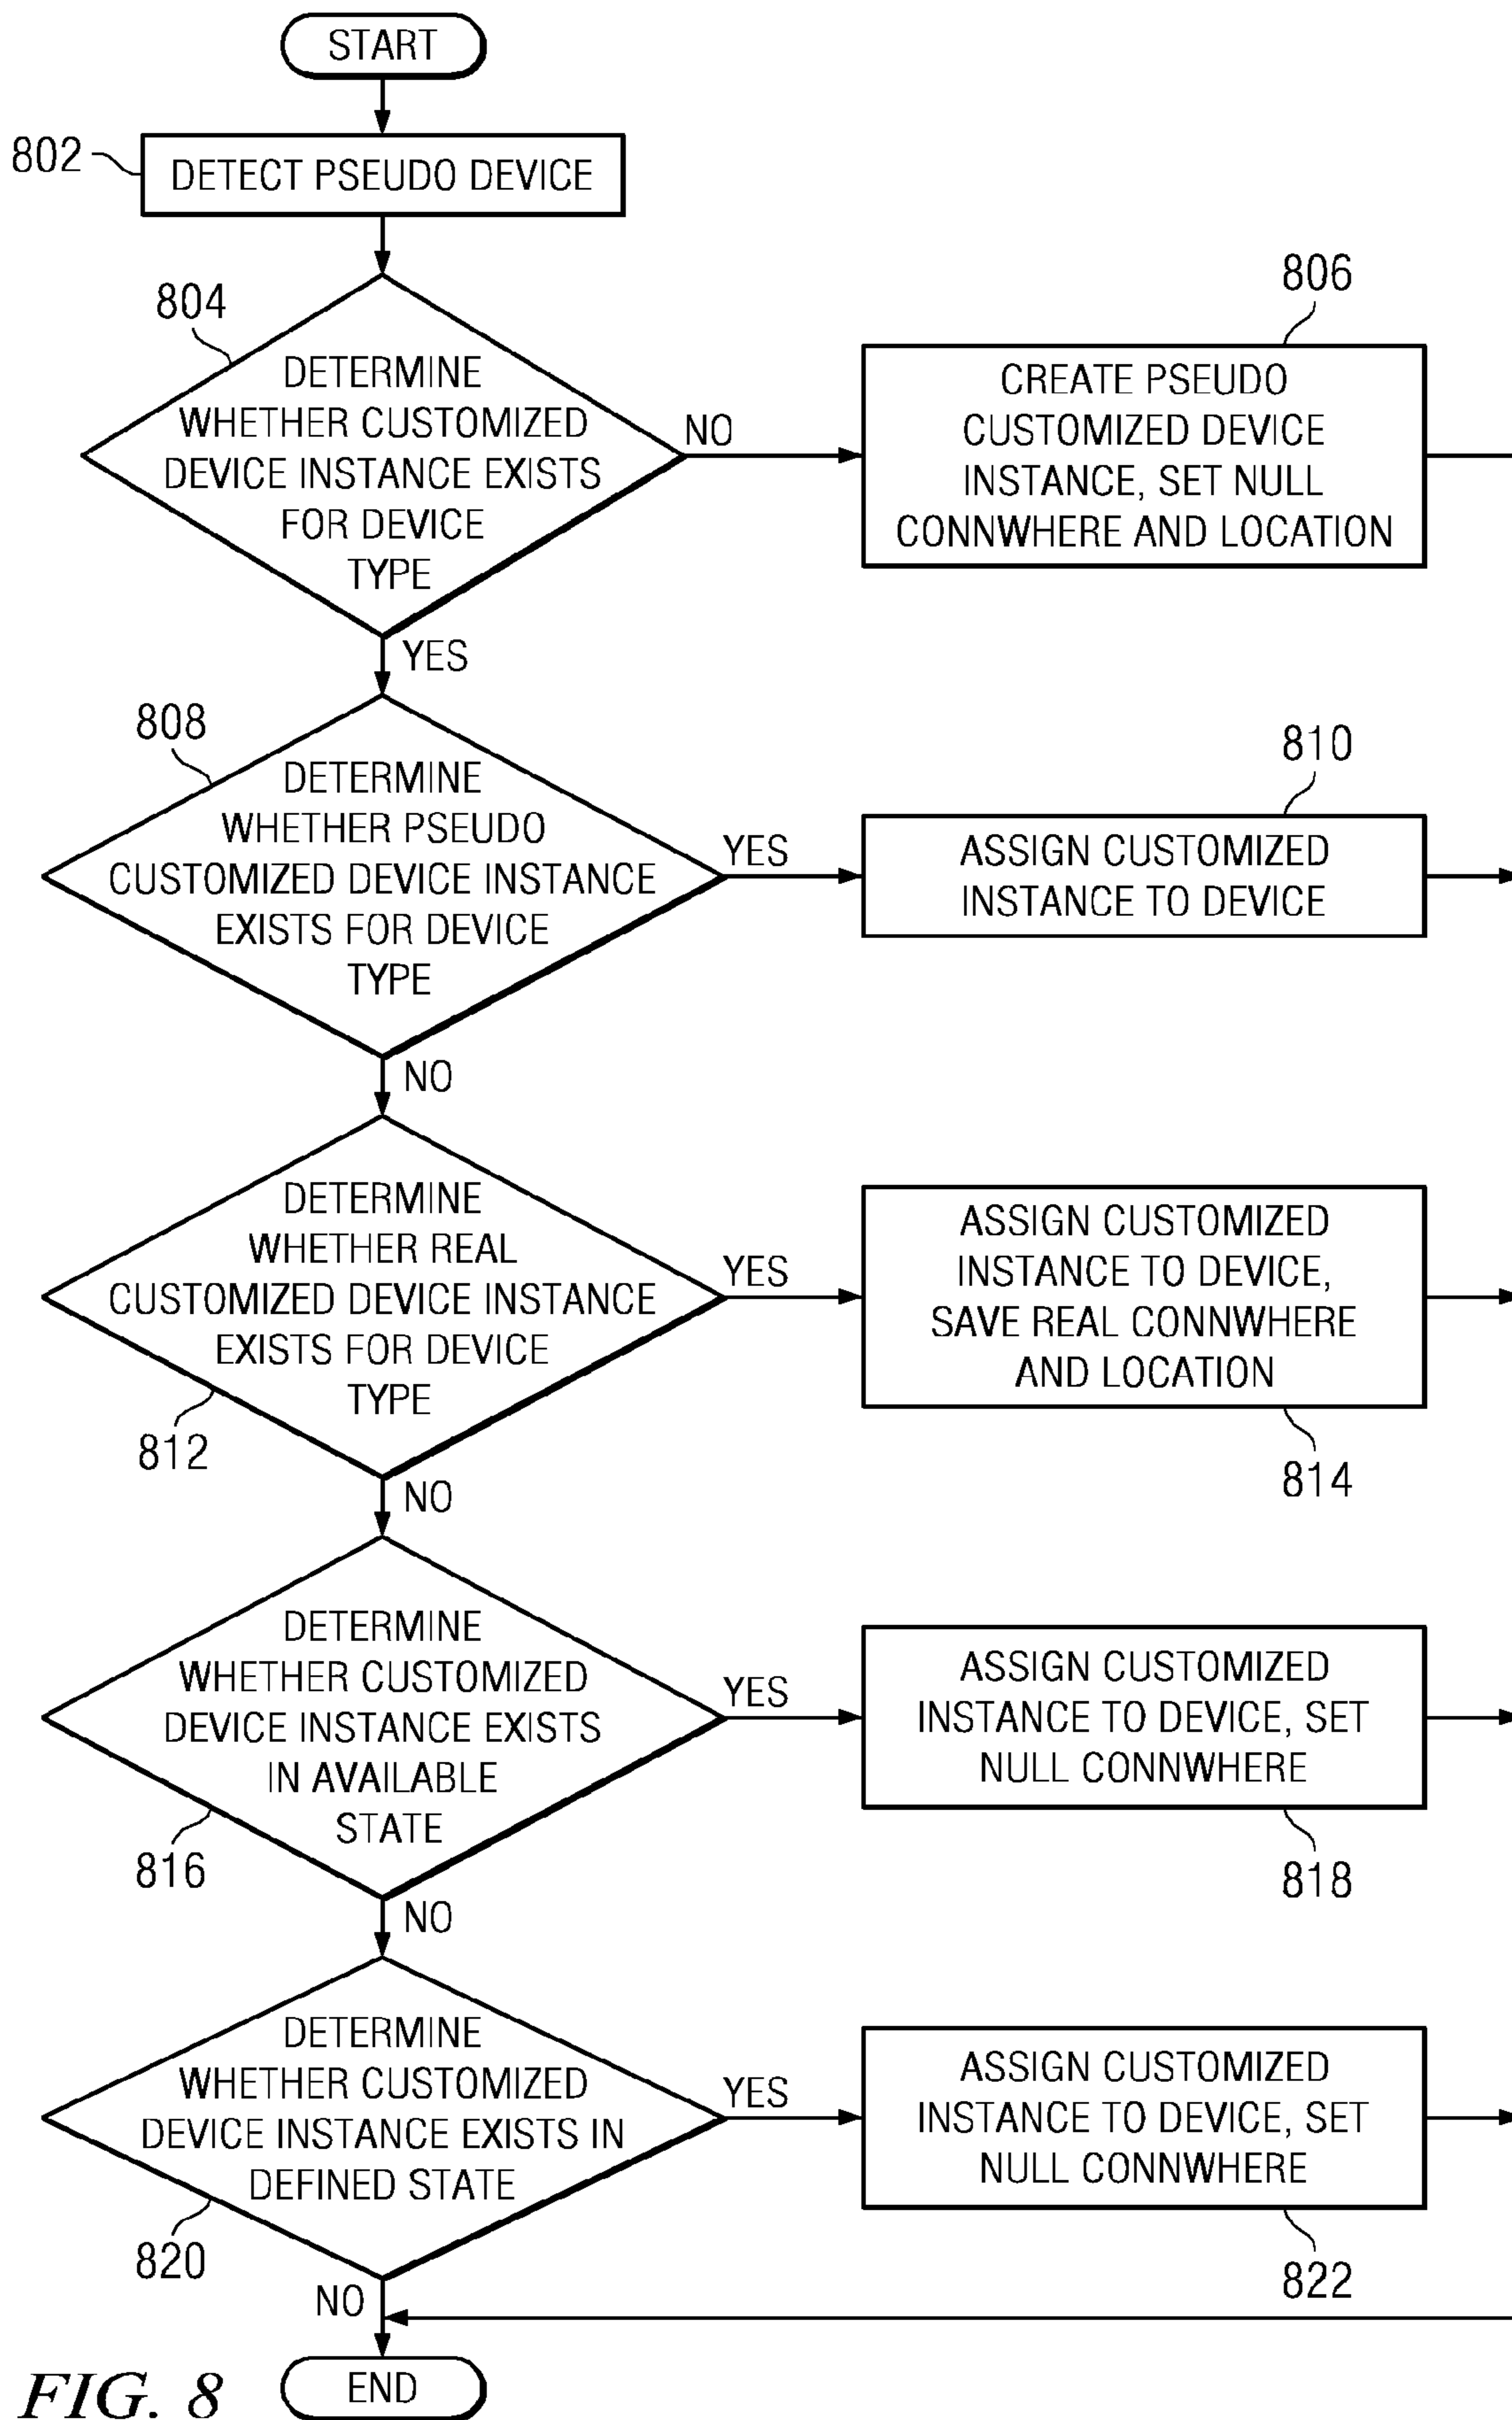 START
802
DETECT PSEUDO DEVICE
804
DETERMINE
WHETHER CUSTOMIZED
DEVICE INSTANCE EXISTS
FOR DEVICE
TYPE
NO
806
CREATE PSEUDO
CUSTOMIZED DEVICE
INSTANCE, SET NULL
CONNWHERE AND LOCATION
YES
808
DETERMINE
WHETHER PSEUDO
CUSTOMIZED DEVICE INSTANCE
EXISTS FOR DEVICE
TYPE
YES
810
ASSIGN CUSTOMIZED
INSTANCE TO DEVICE
NO
DETERMINE
WHETHER REAL
CUSTOMIZED DEVICE INSTANCE
EXISTS FOR DEVICE
TYPE
812
YES
ASSIGN CUSTOMIZED
INSTANCE TO DEVICE,
SAVE REAL CONNWHERE
AND LOCATION
814
NO
DETERMINE
WHETHER CUSTOMIZED
DEVICE INSTANCE EXISTS
IN AVAILABLE
STATE
816
YES
ASSIGN CUSTOMIZED
INSTANCE TO DEVICE, SET
NULL CONNWHERE
818
NO
DETERMINE
WHETHER CUSTOMIZED
DEVICE INSTANCE EXISTS IN
DEFINED STATE
820
YES
ASSIGN CUSTOMIZED
INSTANCE TO DEVICE, SET
NULL CONNWHERE
822
NO
END
FIG. 8